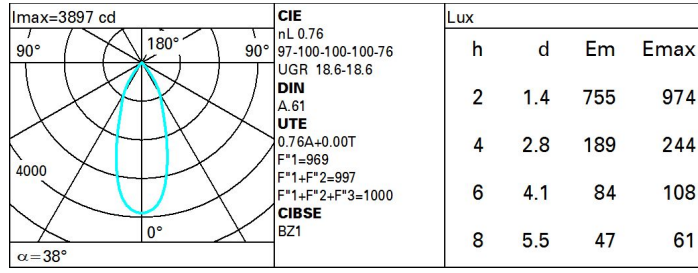 Imax=3897 cd
90° 180° 90°
4000
0°
α=38°
CIE
nL 0.76
97-100-100-100-76
UGR 18.6-18.6
DIN
A.61
UTE
0.76A+0.00T
F"1=969
F"1+F"2=997
F"1+F"2+F"3=1000
CIBSE
BZ1
Lux
h d Em Emax
2 1.4 755 974
4 2.8 189 244
6 4.1 84 108
8 5.5 47 61